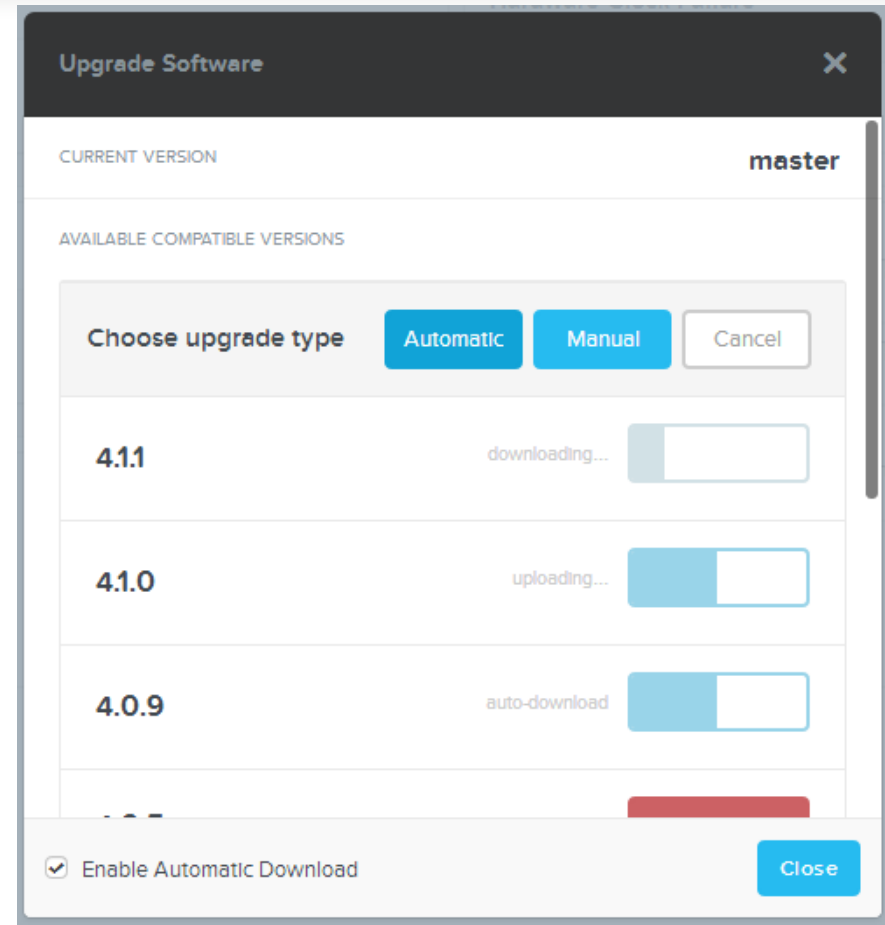 Upgrade Software
CURRENT VERSION
master
AVAILABLE COMPATIBLE VERSIONS
Choose upgrade type
Automatic
Manual
Cancel
4.1.1
downloading...
4.1.0
uploading...
4.0.9
auto-download
Enable Automatic Download
Close